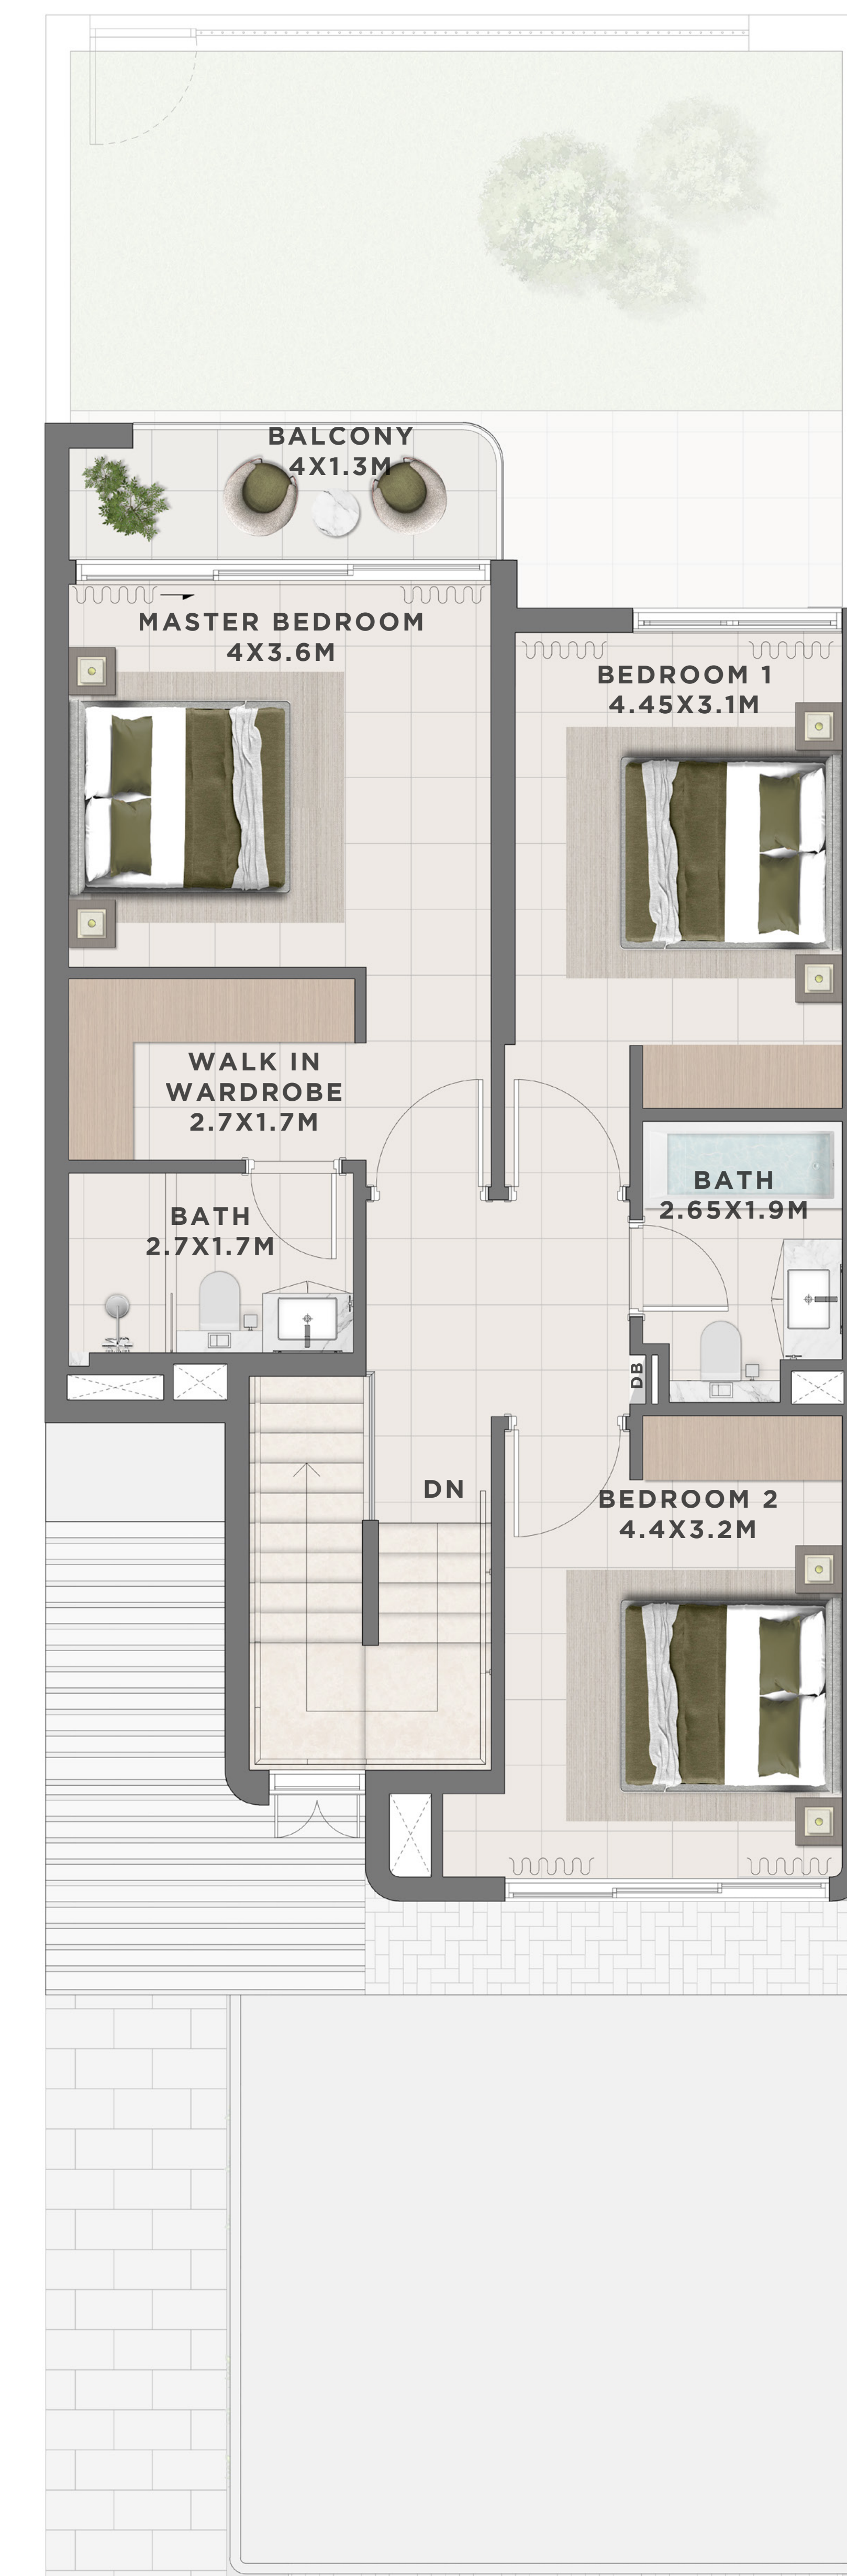 BALCONY
4X1.3M
MASTER BEDROOM
4X3.6M
BEDROOM 1
4.45X3.1M
WALK IN
WARDROBE
2.7X1.7M
BATH
2.65X1.9M
BATH
2.7X1.7M
DB
DN
BEDROOM 2
4.4X3.2M